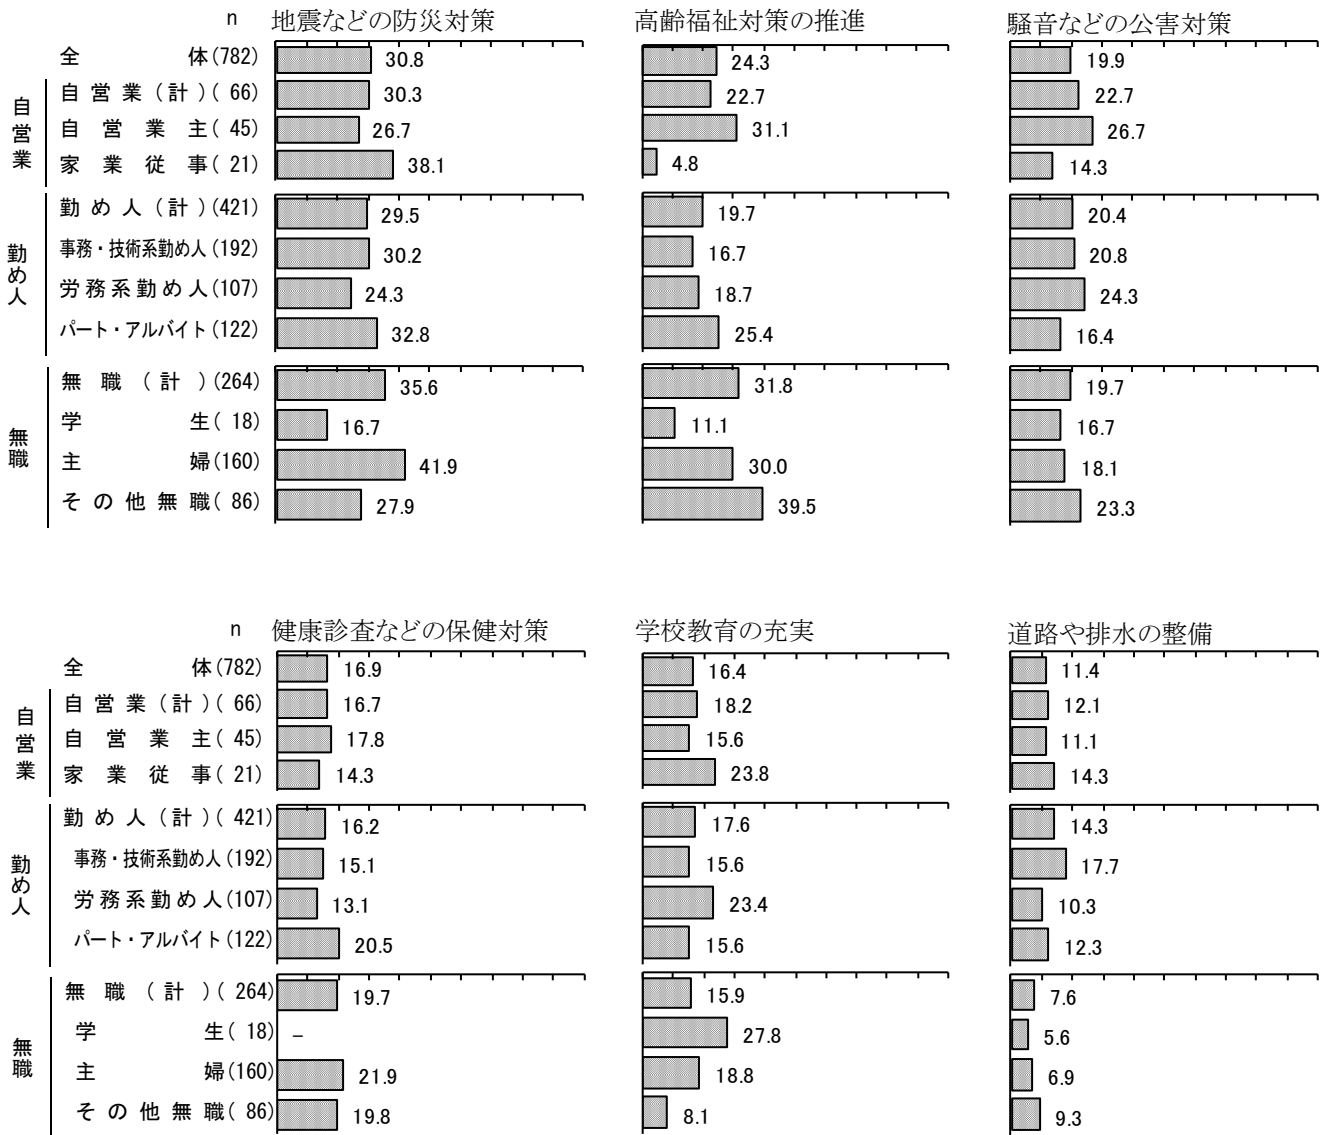 n 地震などの防災対策 高齢福祉対策の推進 騒音などの公害対策
全体(782) 30.8 24.3 19.9
自営業
自営業(計)( 66) 30.3 22.7 22.7
自営業主( 45) 26.7 31.1 26.7
家業従事( 21) 38.1 4.8 14.3
勤め人
勤め人(計)(421) 29.5 19.7 20.4
事務・技術系勤め人(192) 30.2 16.7 20.8
労務系勤め人(107) 24.3 18.7 24.3
パート・アルバイト(122) 32.8 25.4 16.4
無職
無職(計)(264) 35.6 31.8 19.7
学生( 18) 16.7 11.1 16.7
主婦(160) 41.9 30.0 18.1
その他無職( 86) 27.9 39.5 23.3
n 健康診査などの保健対策 学校教育の充実 道路や排水の整備
全体(782) 16.9 16.4 11.4
自営業
自営業(計)( 66) 16.7 18.2 12.1
自営業主( 45) 17.8 15.6 11.1
家業従事( 21) 14.3 23.8 14.3
勤め人
勤め人(計)( 421) 16.2 17.6 14.3
事務・技術系勤め人(192) 15.1 15.6 17.7
労務系勤め人(107) 13.1 23.4 10.3
パート・アルバイト(122) 20.5 15.6 12.3
無職
無職(計)( 264) 19.7 15.9 7.6
学生( 18) – 27.8 5.6
主婦(160) 21.9 18.8 6.9
その他無職( 86) 19.8 8.1 9.3